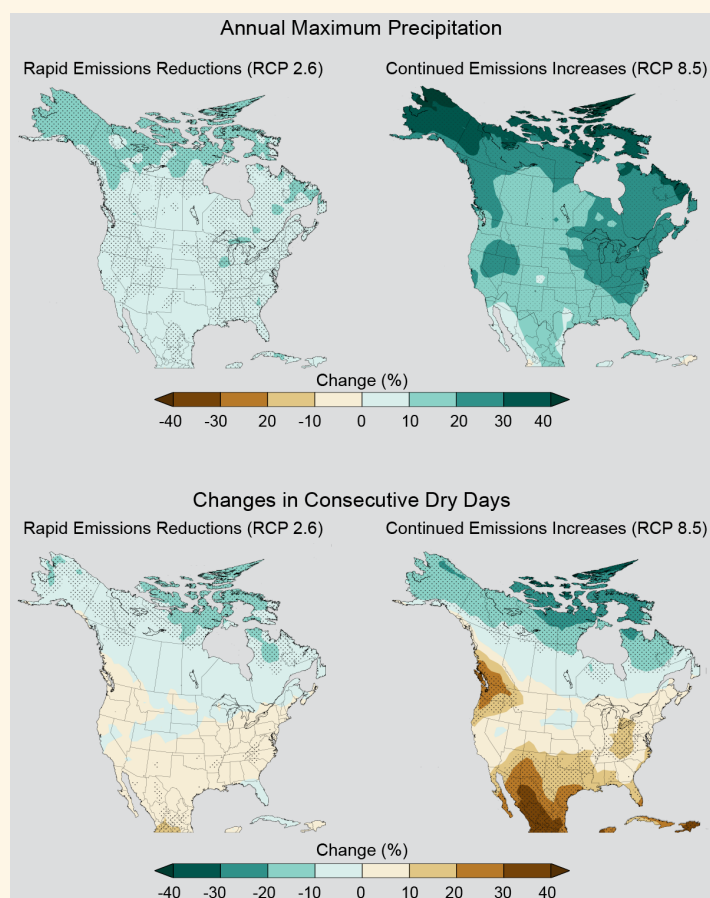 Annual Maximum Precipitation
Rapid Emissions Reductions (RCP 2.6)
Continued Emissions Increases (RCP 8.5)
Change (%)
-40 -30 20 -10 0 10 20 30 40
Changes in Consecutive Dry Days
Rapid Emissions Reductions (RCP 2.6)
Continued Emissions Increases (RCP 8.5)
Change (%)
-40 -30 -20 -10 0 10 20 30 40